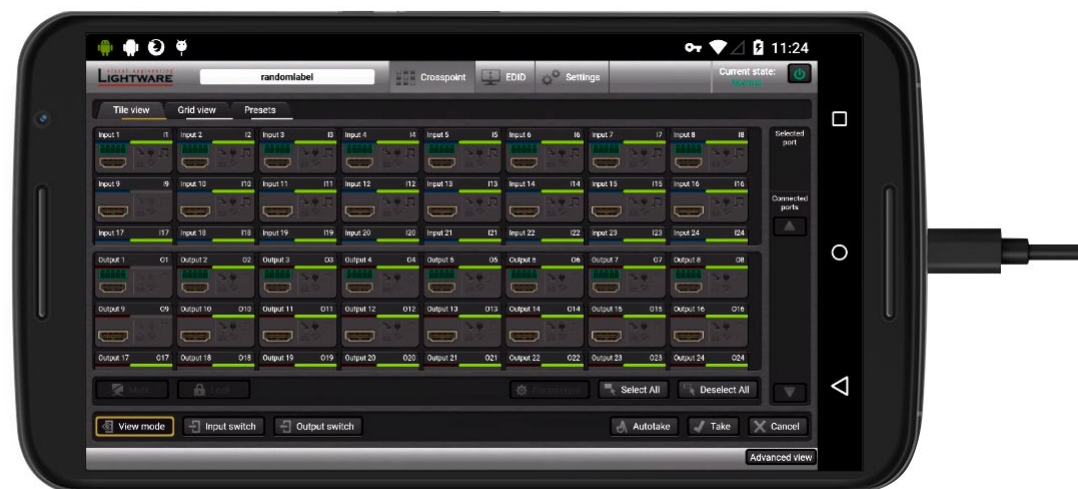 11:24
visual engineering
LIGHTWARE
randomlabel
Crosspoint
EDID
Settings
Current state:
Normal
Tile view Grid view Presets
Input 1 I1 Input 2 I2 Input 3 I3 Input 4 I4 Input 5 I5 Input 6 I6 Input 7 I7 Input 8 I8
Selected
port
Input 9 I9 Input 10 I10 Input 11 I11 Input 12 I12 Input 13 I13 Input 14 I14 Input 15 I15 Input 16 I16
Connected
ports
Input 17 I17 Input 18 I18 Input 19 I19 Input 20 I20 Input 21 I21 Input 22 I22 Input 23 I23 Input 24 I24
Output 1 O1 Output 2 O2 Output 3 O3 Output 4 O4 Output 5 O5 Output 6 O6 Output 7 O7 Output 8 O8
Output 9 O9 Output 10 O10 Output 11 O11 Output 12 O12 Output 13 O13 Output 14 O14 Output 15 O15 Output 16 O16
Output 17 O17 Output 18 O18 Output 19 O19 Output 20 O20 Output 21 O21 Output 22 O22 Output 23 O23 Output 24 O24
Mute Lock Parameters Select All Deselect All
View mode Input switch Output switch Autotake Take Cancel
Advanced view